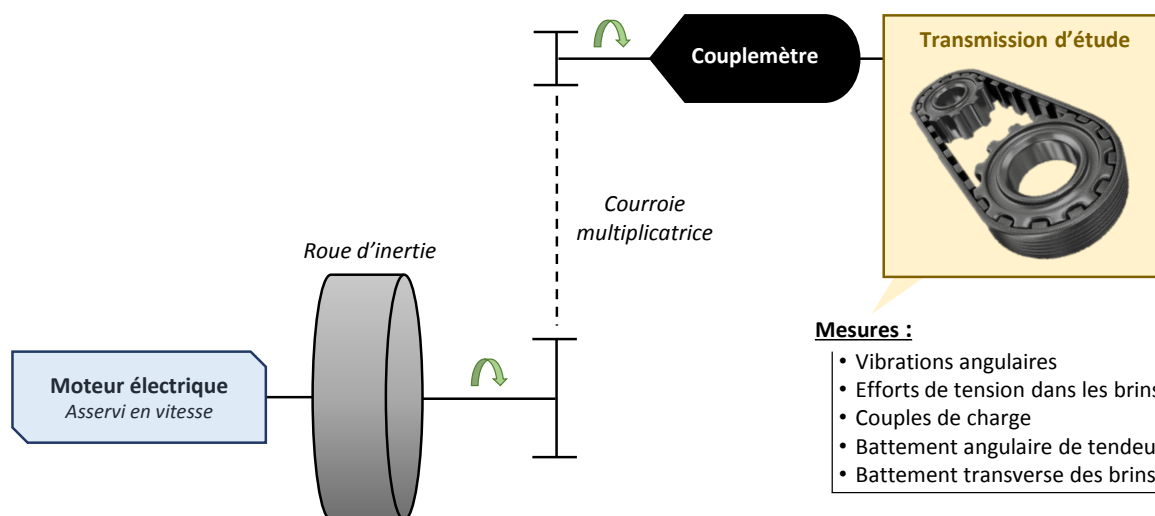 Transmission d'étude
Couplemètre
Courroie
multiplicatrice
Roue d'inertie
Moteur électrique
Asservi en vitesse
Mesures :
• Vibrations angulaires
• Efforts de tension dans les brins
• Couples de charge
• Battement angulaire de tendeu
• Battement transverse des brins